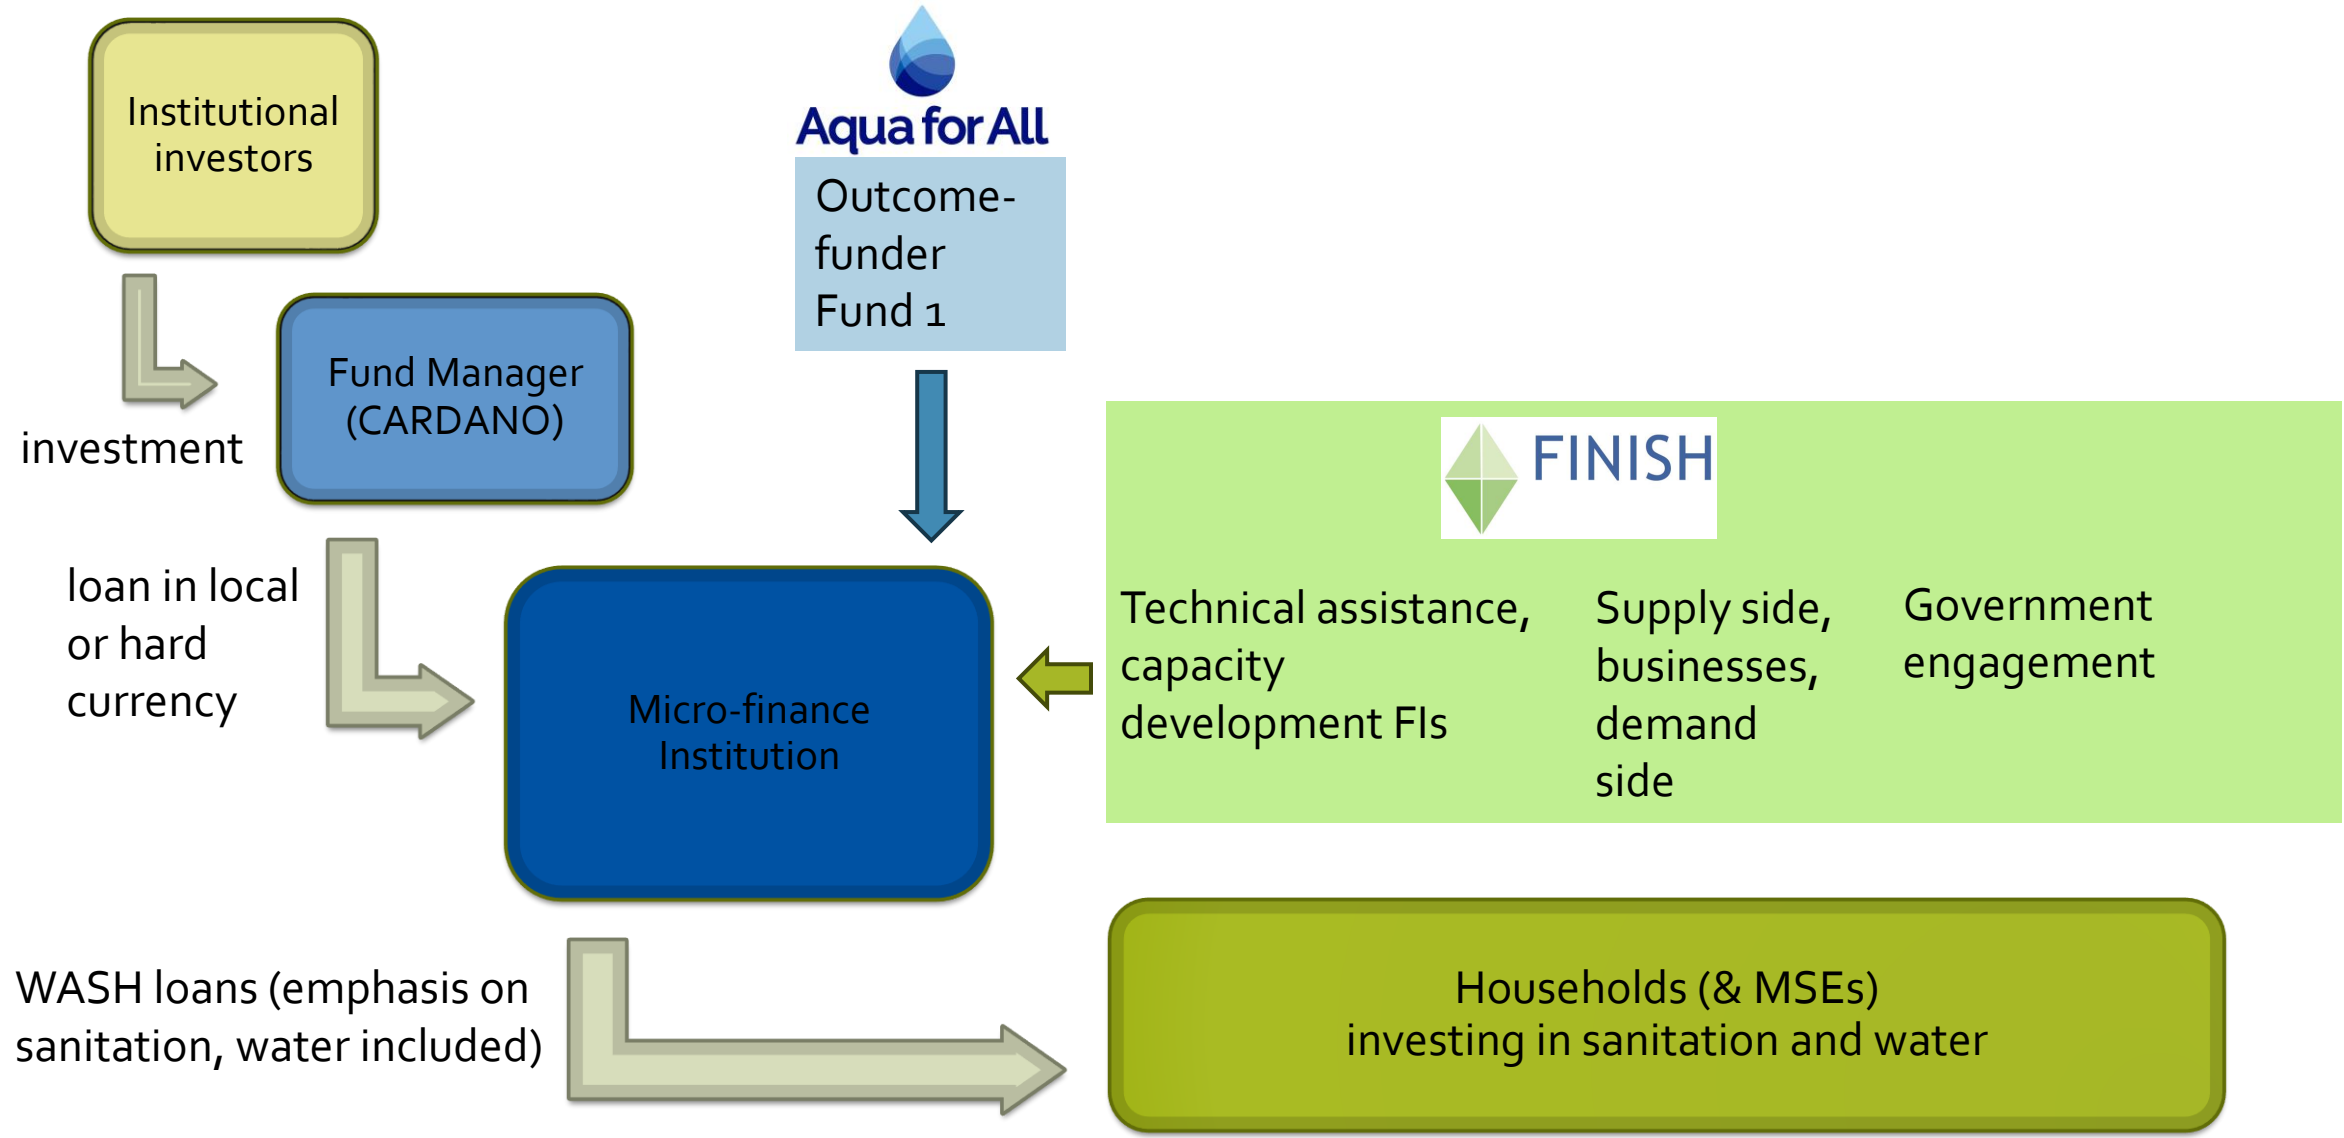 Institutional
investors
Aqua for All
Outcome-
funder
Fund 1
investment
Fund Manager
(CARDANO)
FINISH
loan in local
or hard
currency
Micro-finance
Institution
Technical assistance,
capacity
development FIs
Supply side,
businesses,
demand
side
Government
engagement
WASH loans (emphasis on
sanitation, water included)
Households (& MSEs)
investing in sanitation and water